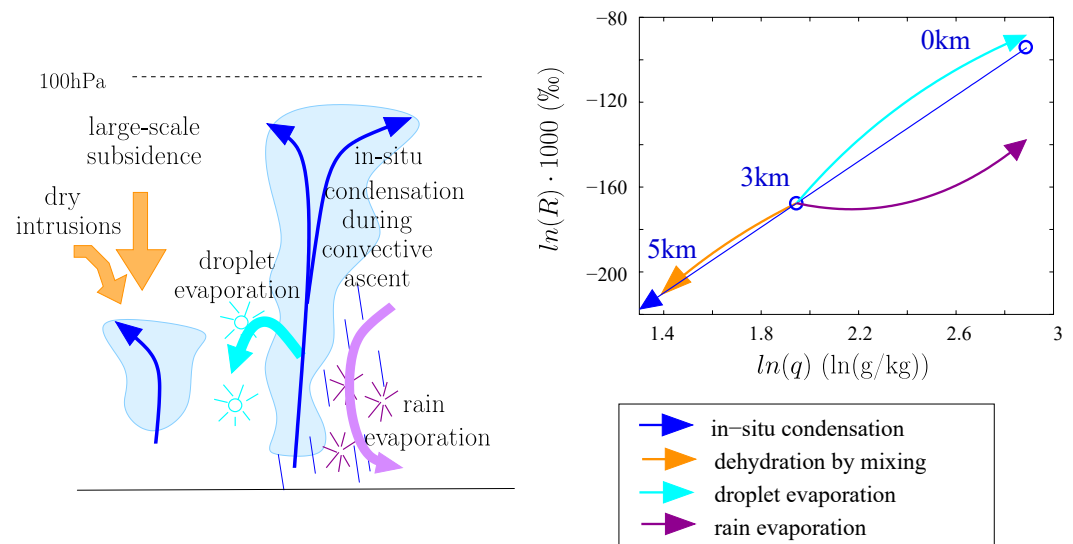 100hPa
large-scale
subsidence
dry
intrusions
in-situ
condensation
during
convective
ascent
droplet
evaporation
rain
evaporation
ln(R) · 1000 (‰)
−80
−120
−160
−200
0km
3km
5km
1.4
1.8
2.2
2.6
3
ln(q) (ln(g/kg))
in−situ condensation
dehydration by mixing
droplet evaporation
rain evaporation